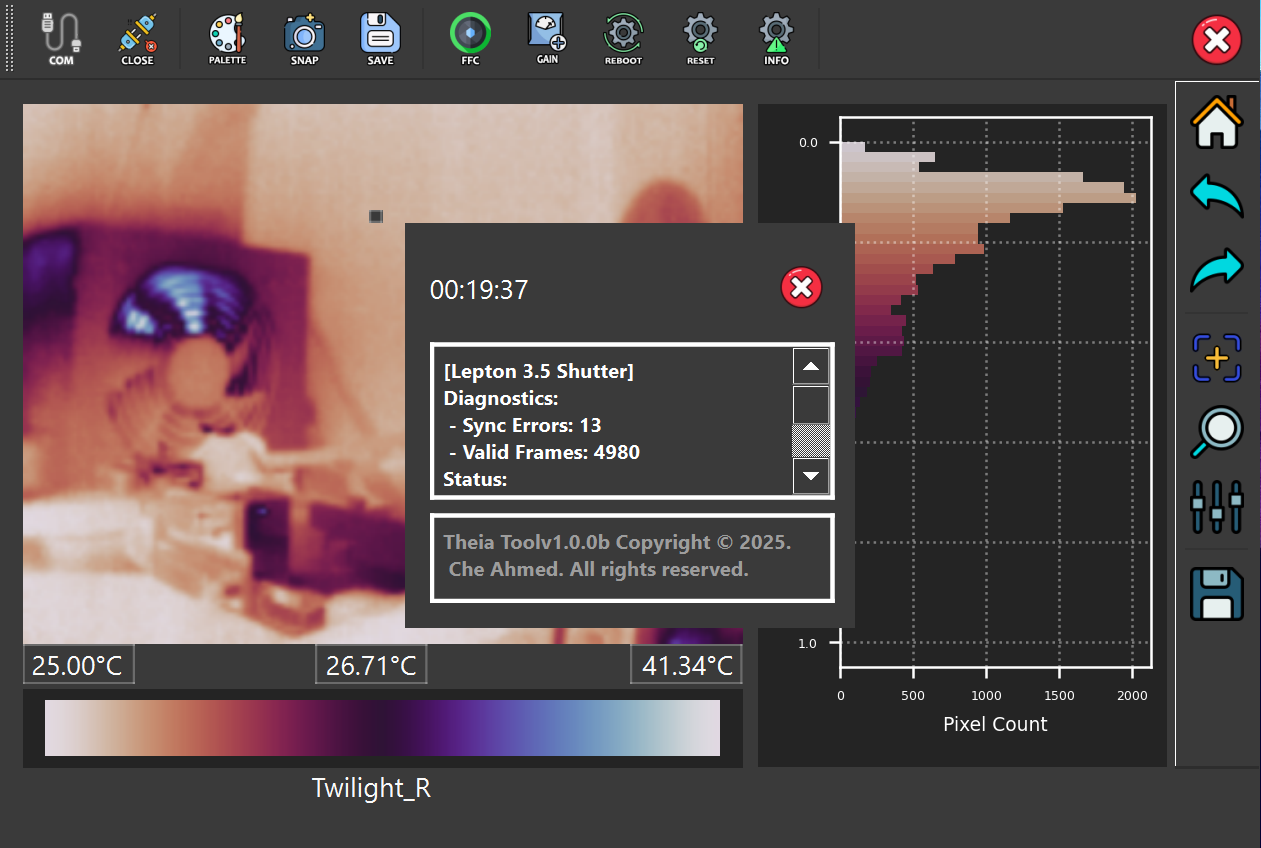 COM
CLOSE
PALETTE
SNAP
SAVE
FFC
GAIN
REBOOT
RESET
INFO
0.0
00:19:37
[Lepton 3.5 Shutter]
Diagnostics:
- Sync Errors: 13
- Valid Frames: 4980
Status:
Theia Toolv1.0.0b Copyright © 2025.
Che Ahmed. All rights reserved.
1.0
25.00°C
26.71°C
41.34°C
0
500
1000
1500
2000
Pixel Count
Twilight_R